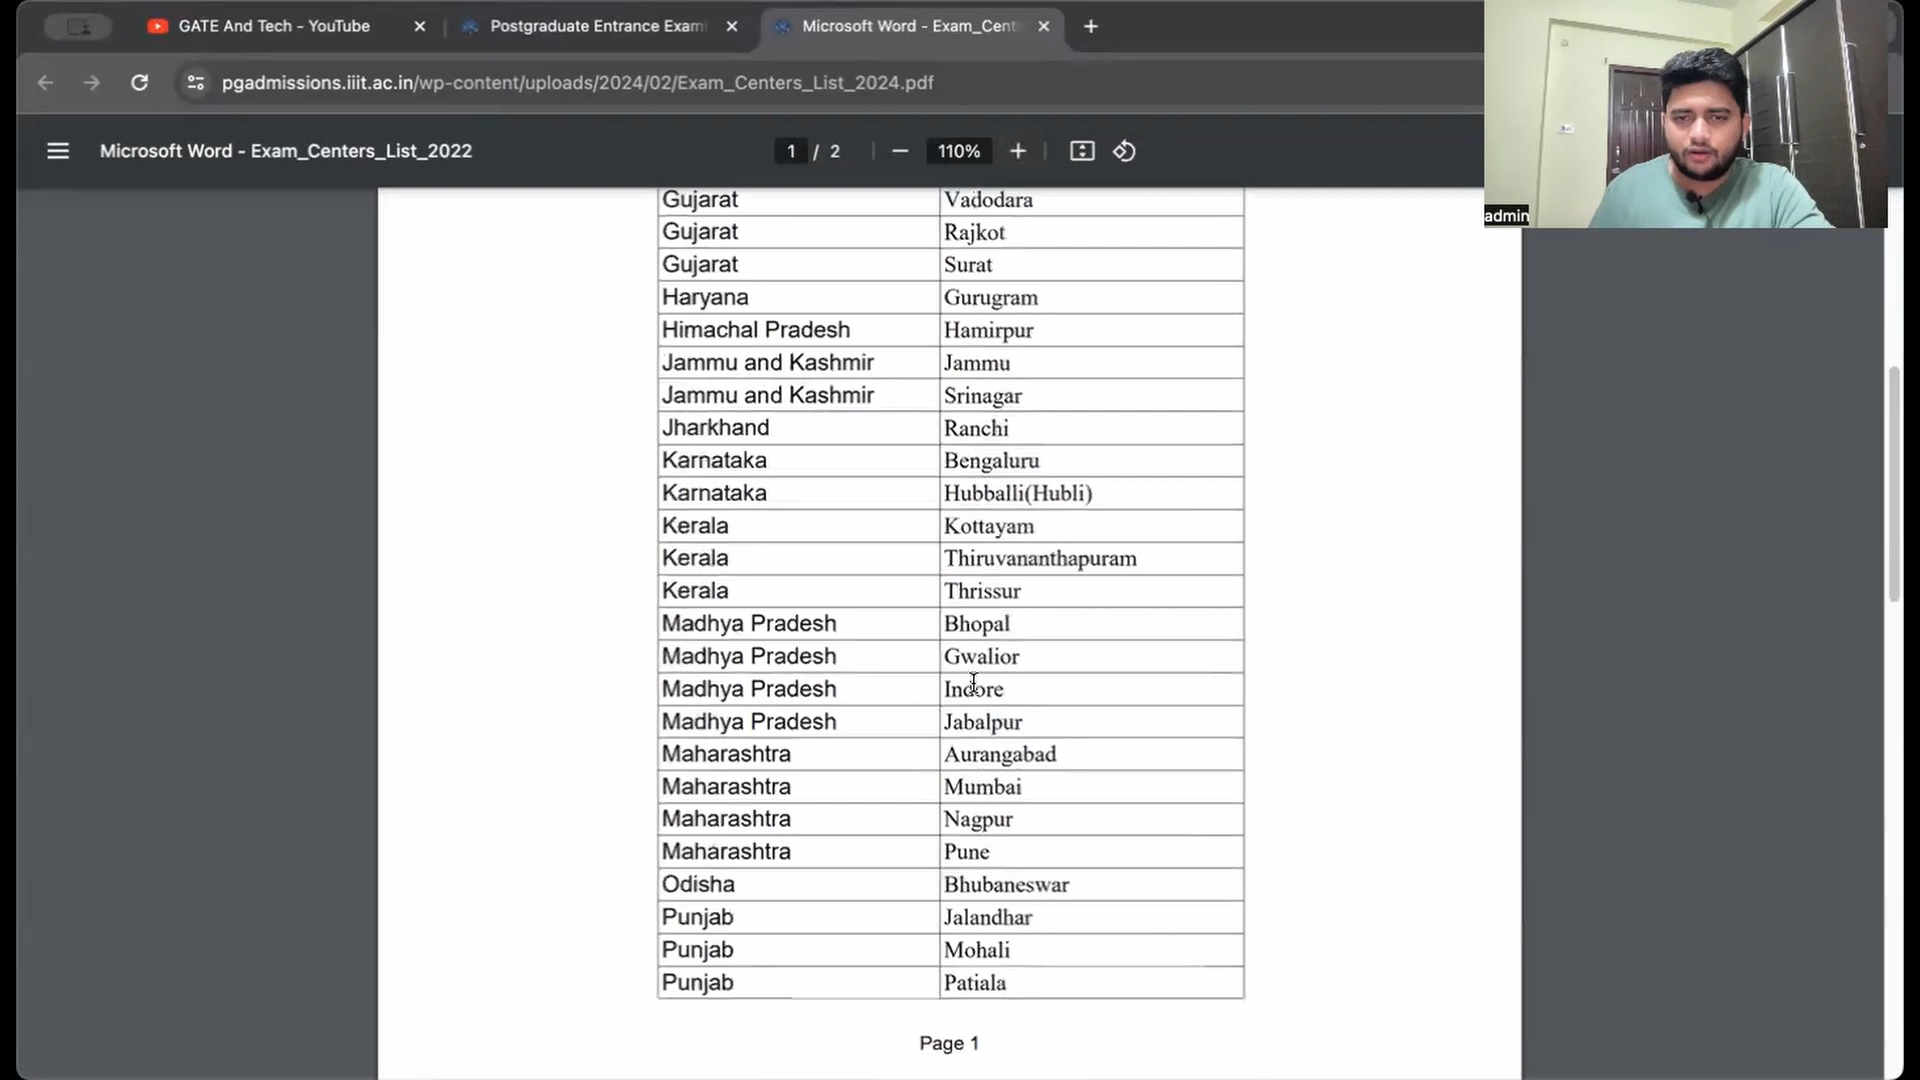 GATE And Tech - YouTube
Postgraduate Entrance Exami
Microsoft Word - Exam_Cent
pgadmissions.iiit.ac.in/wp-content/uploads/2024/02/Exam_Centers_List_2024.pdf
Microsoft Word - Exam_Centers_List_2022
1 / 2
110%
admin
Gujarat Vadodara
Gujarat Rajkot
Gujarat Surat
Haryana Gurugram
Himachal Pradesh Hamirpur
Jammu and Kashmir Jammu
Jammu and Kashmir Srinagar
Jharkhand Ranchi
Karnataka Bengaluru
Karnataka Hubballi(Hubli)
Kerala Kottayam
Kerala Thiruvananthapuram
Kerala Thrissur
Madhya Pradesh Bhopal
Madhya Pradesh Gwalior
Madhya Pradesh Indore
Madhya Pradesh Jabalpur
Maharashtra Aurangabad
Maharashtra Mumbai
Maharashtra Nagpur
Maharashtra Pune
Odisha Bhubaneswar
Punjab Jalandhar
Punjab Mohali
Punjab Patiala
Page 1